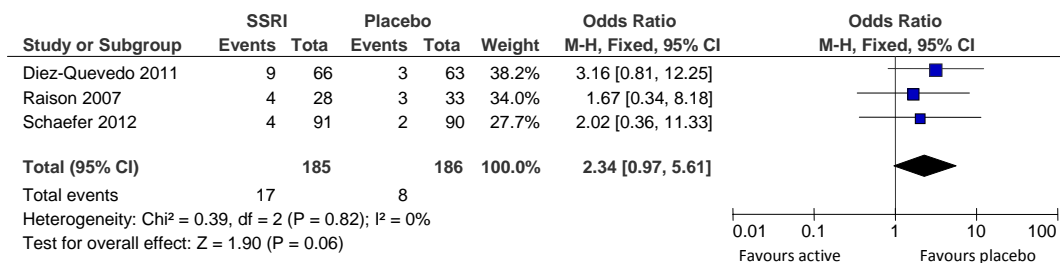 SSRI Placebo Odds Ratio Odds Ratio
Study or Subgroup Events Tota Events Tota Weight M-H, Fixed, 95% CI M-H, Fixed, 95% CI
Diez-Quevedo 2011 9 66 3 63 38.2% 3.16 [0.81, 12.25]
Raison 2007 4 28 3 33 34.0% 1.67 [0.34, 8.18]
Schaefer 2012 4 91 2 90 27.7% 2.02 [0.36, 11.33]
Total (95% CI) 185 186 100.0% 2.34 [0.97, 5.61]
Total events 17 8
Heterogeneity: Chi² = 0.39, df = 2 (P = 0.82); I² = 0%
Test for overall effect: Z = 1.90 (P = 0.06)
0.01 0.1 1 10 100
Favours active Favours placebo